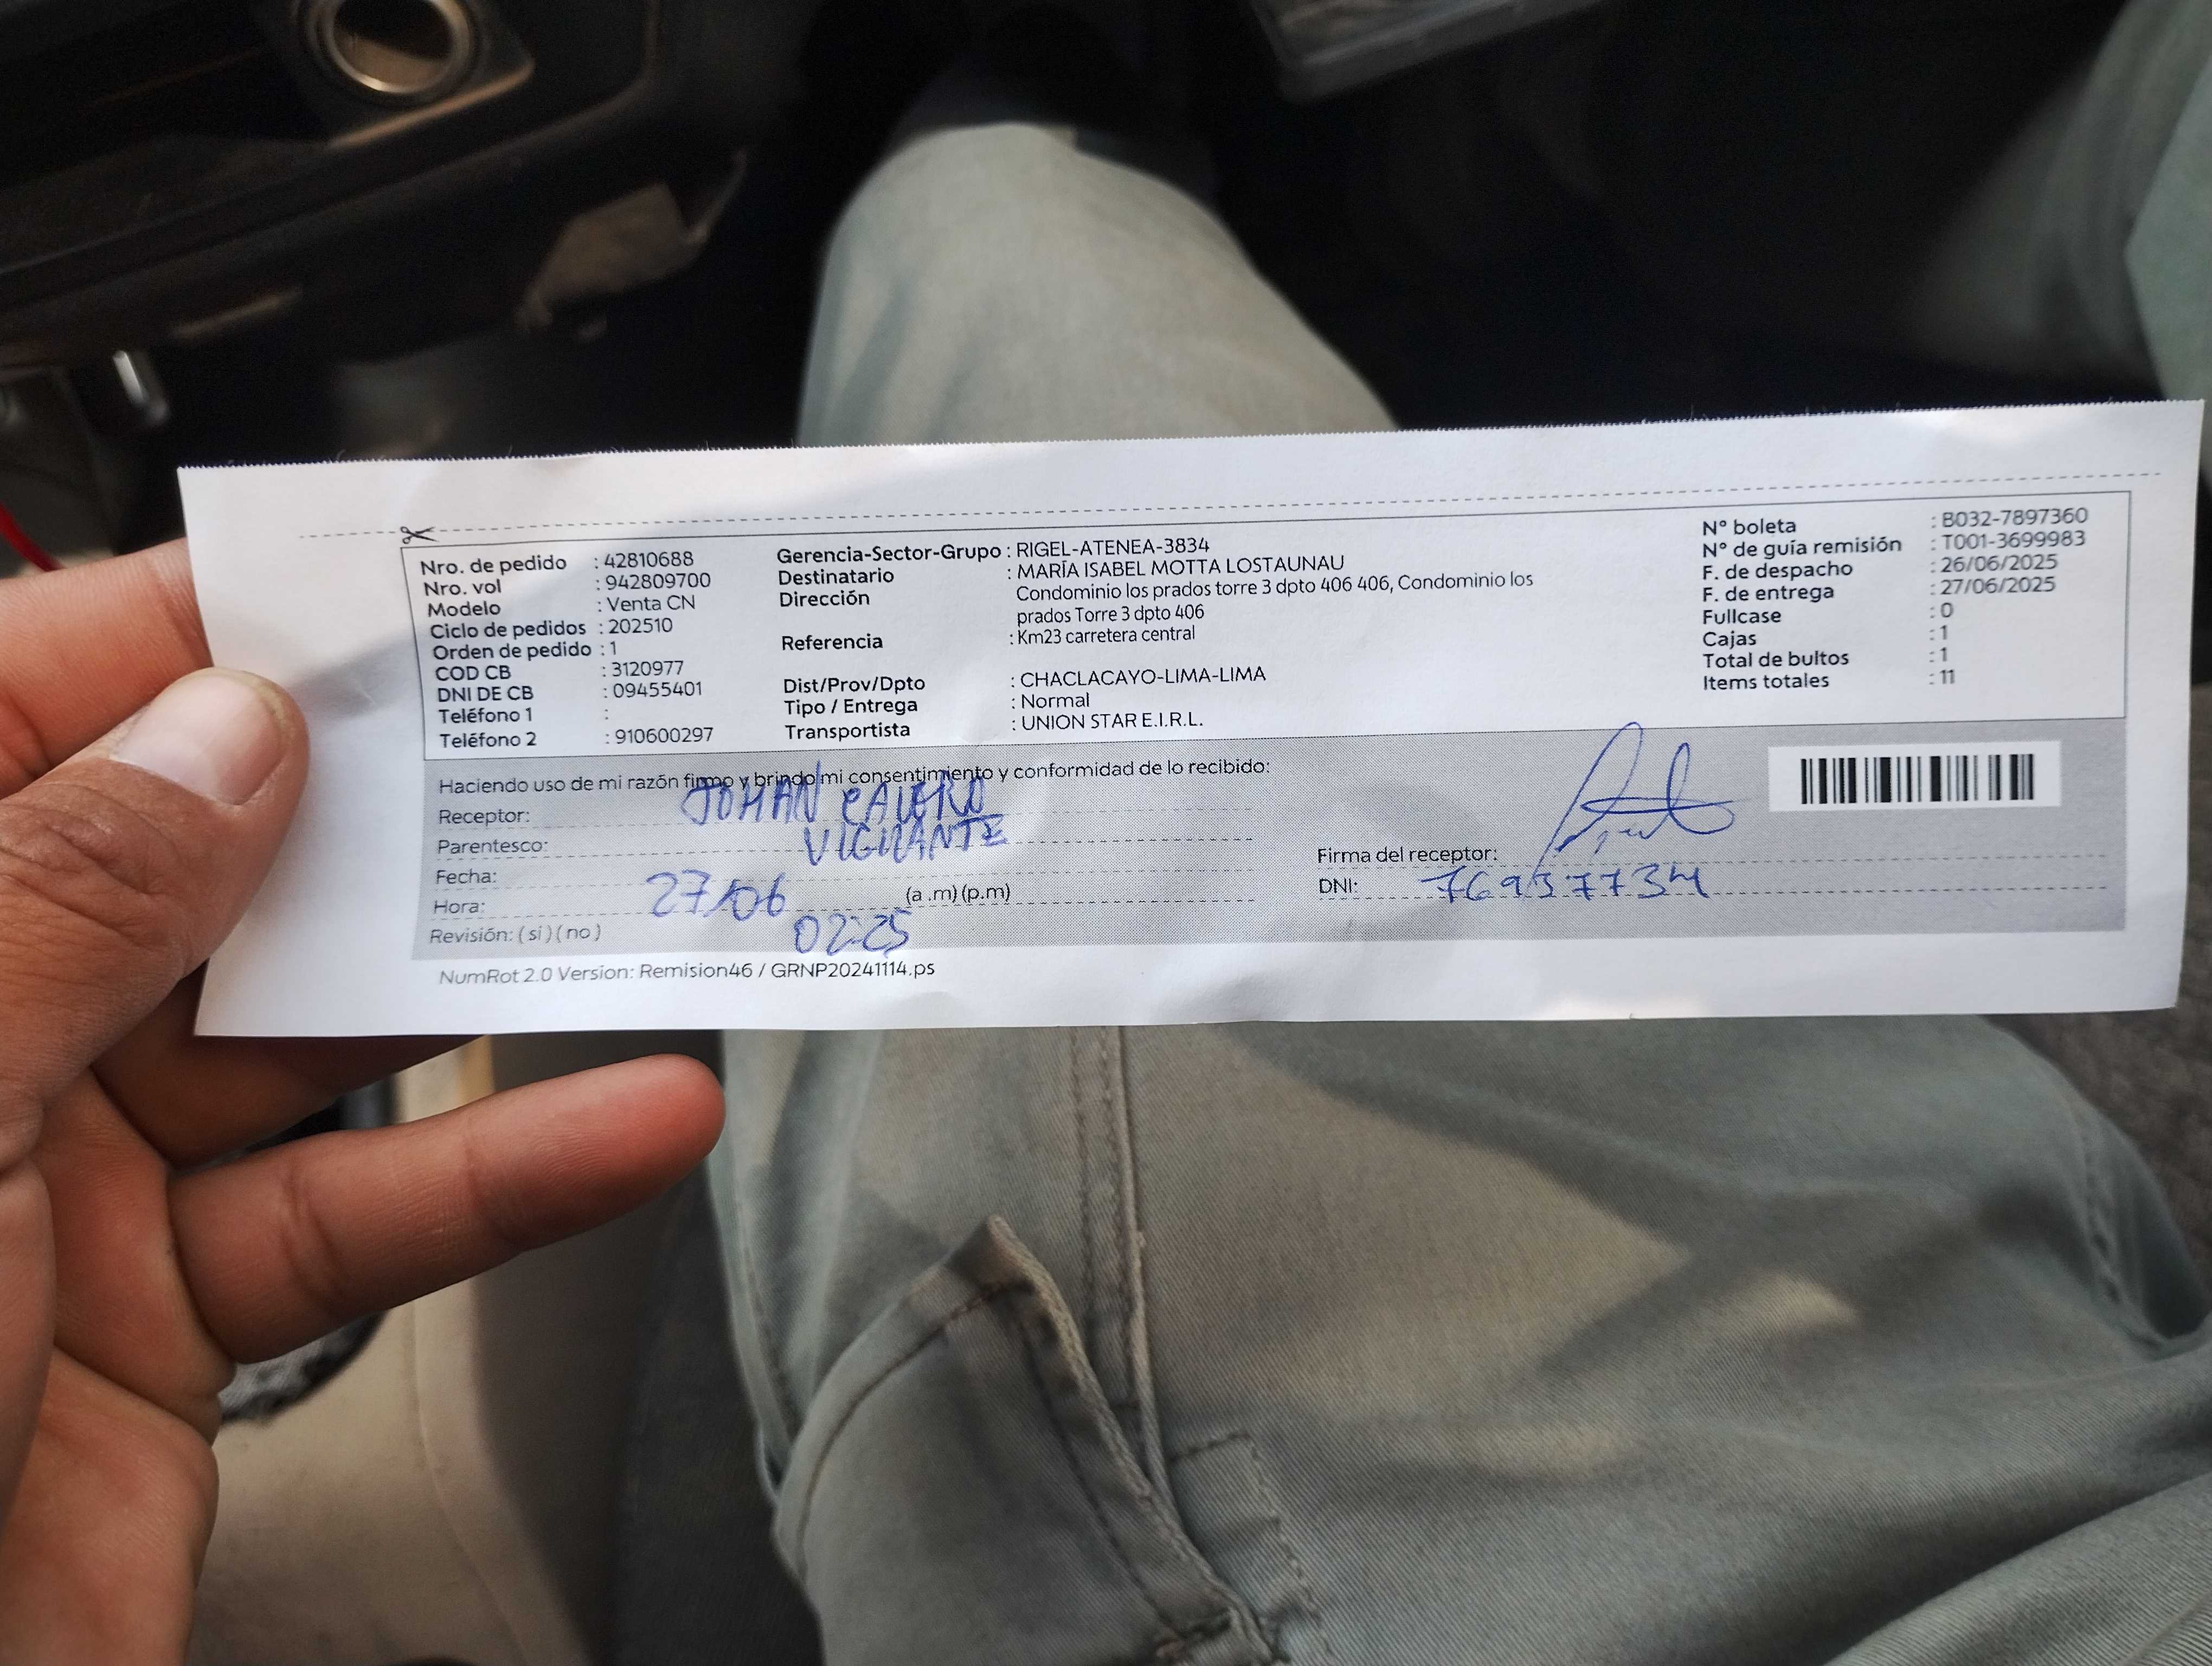 Nro. de pedido : 42810688
Nro. vol : 942809700
Modelo : Venta CN
Ciclo de pedidos : 202510
Orden de pedido : 1
COD CB : 3120977
DNI DE CB : 09455401
Teléfono 1 :
Teléfono 2 : 910600297
Gerencia-Sector-Grupo : RIGEL-ATENEA-3834
Destinatario : MARÍA ISABEL MOTTA LOSTAUNAU
Dirección Condominio los prados torre 3 dpto 406 406, Condominio los
prados Torre 3 dpto 406
Referencia : Km23 carretera central
Dist/Prov/Dpto : CHACLACAYO-LIMA-LIMA
Tipo / Entrega : Normal
Transportista : UNION STAR E.I.R.L.
N° boleta : B032-7897360
N° de guía remisión : T001-3699983
F. de despacho : 26/06/2025
F. de entrega : 27/06/2025
Fullcase : 0
Cajas : 1
Total de bultos : 1
Items totales : 11
Haciendo uso de mi razón firmo y brindo mi consentimiento y conformidad de lo recibido:
Receptor: JOHAN CALERO
Parentesco: VIGILANTE
Fecha: 27/06
Hora: (a .m) (p.m)
02:25
Revisión: ( si ) ( no )
Firma del receptor:
DNI: 76937734
NumRot 2.0 Version: Remision46 / GRNP20241114.ps